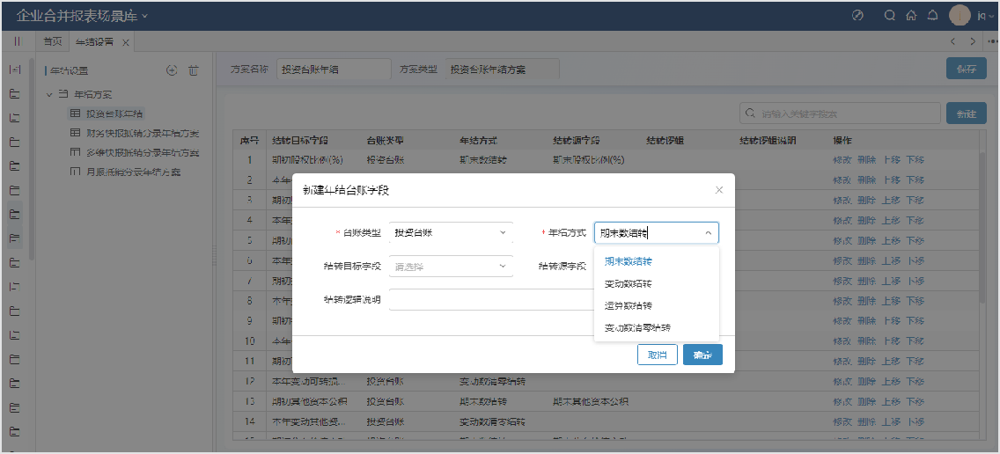 企业合并报表场景库
jq
首页 年结设置
年结设置
年结方案
投资台账年结
财务快报抵销分录年结方案
多维快报抵销分录年结方案
月报抵销分录年结方案
方案名称 投资台账年结 方案类型 投资台账年结方案 保存
请输入关键字搜索 新建
序号 结转目标字段 台账类型 年结方式 结转源字段 结转逻辑 结转逻辑说明 操作
1 期初股权比例(%) 投资台账 期末数结转 期末股权比例(%) 修改 删除 上移 下移
2 本年 修改 删除 上移 下移
3 期初 修改 删除 上移 下移
4 本年 修改 删除 上移 下移
5 期初 修改 删除 上移 下移
6 本年 修改 删除 上移 下移
7 期初 修改 删除 上移 下移
8 本年 修改 删除 上移 下移
9 期初 修改 删除 上移 下移
10 本年 修改 删除 上移 下移
11 期初 修改 删除 上移 下移
12 本年变动可转损... 投资台账 变动数清零结转 修改 删除 上移 下移
13 期初其他资本公积 投资台账 期末数结转 期末其他资本公积 修改 删除 上移 下移
14 本年变动其他资... 投资台账 变动数清零结转 修改 删除 上移 下移
新建年结台账字段
* 台账类型 投资台账 * 年结方式 期末数结转
结转目标字段 请选择 结转源字段
结转逻辑说明
期末数结转
变动数结转
运算数结转
变动数清零结转
取消 确定